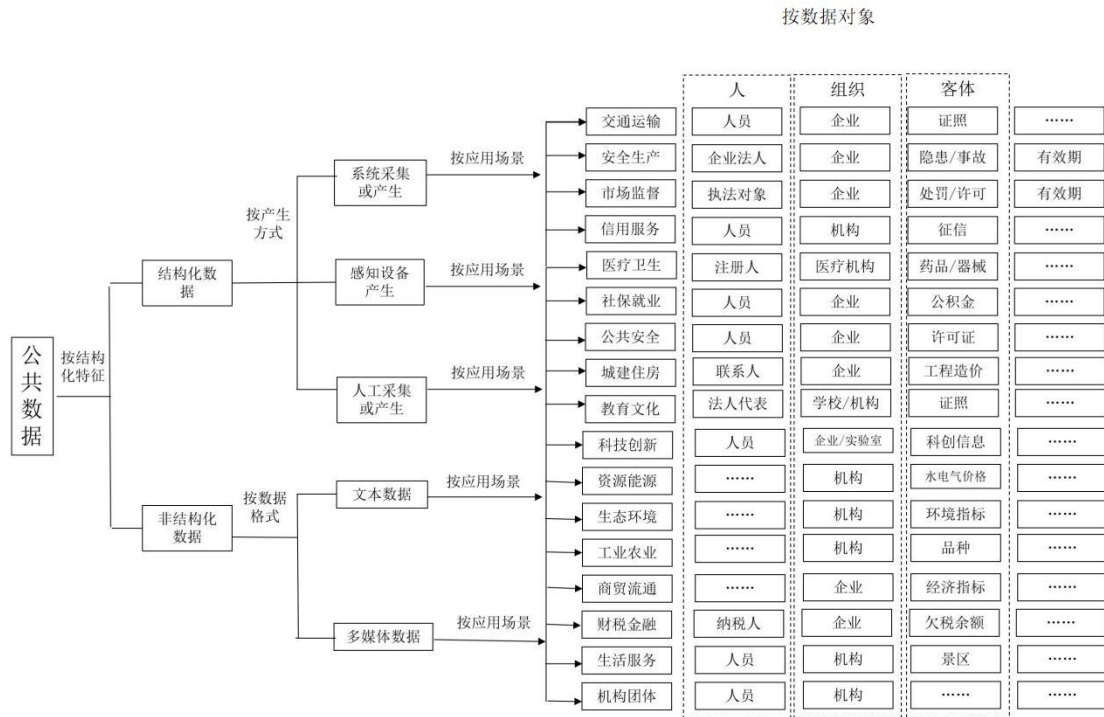 按数据对象
人 组织 客体
交通运输 人员 企业 证照 ……
按应用场景
安全生产 企业法人 企业 隐患/事故 有效期
系统采集
或产生
市场监督 执法对象 企业 处罚/许可 有效期
按产生
方式
信用服务 人员 机构 征信 ……
结构化数
据
感知设备
产生
按应用场景
医疗卫生 注册人 医疗机构 药品/器械 ……
社保就业 人员 企业 公积金 ……
公共安全 人员 企业 许可证 ……
公共数据
按结构
化特征
人工采集
或产生
按应用场景
城建住房 联系人 企业 工程造价 ……
教育文化 法人代表 学校/机构 证照 ……
科技创新 人员 企业/实验室 科创信息 ……
按数据
格式
文本数据
按应用场景
资源能源 …… 机构 水电气价格 ……
非结构化
数据
生态环境 …… 机构 环境指标 ……
工业农业 …… 机构 品种 ……
商贸流通 …… 企业 经济指标 ……
多媒体数据
按应用场景
财税金融 纳税人 企业 欠税余额 ……
生活服务 人员 机构 景区 ……
机构团体 人员 机构 …… ……